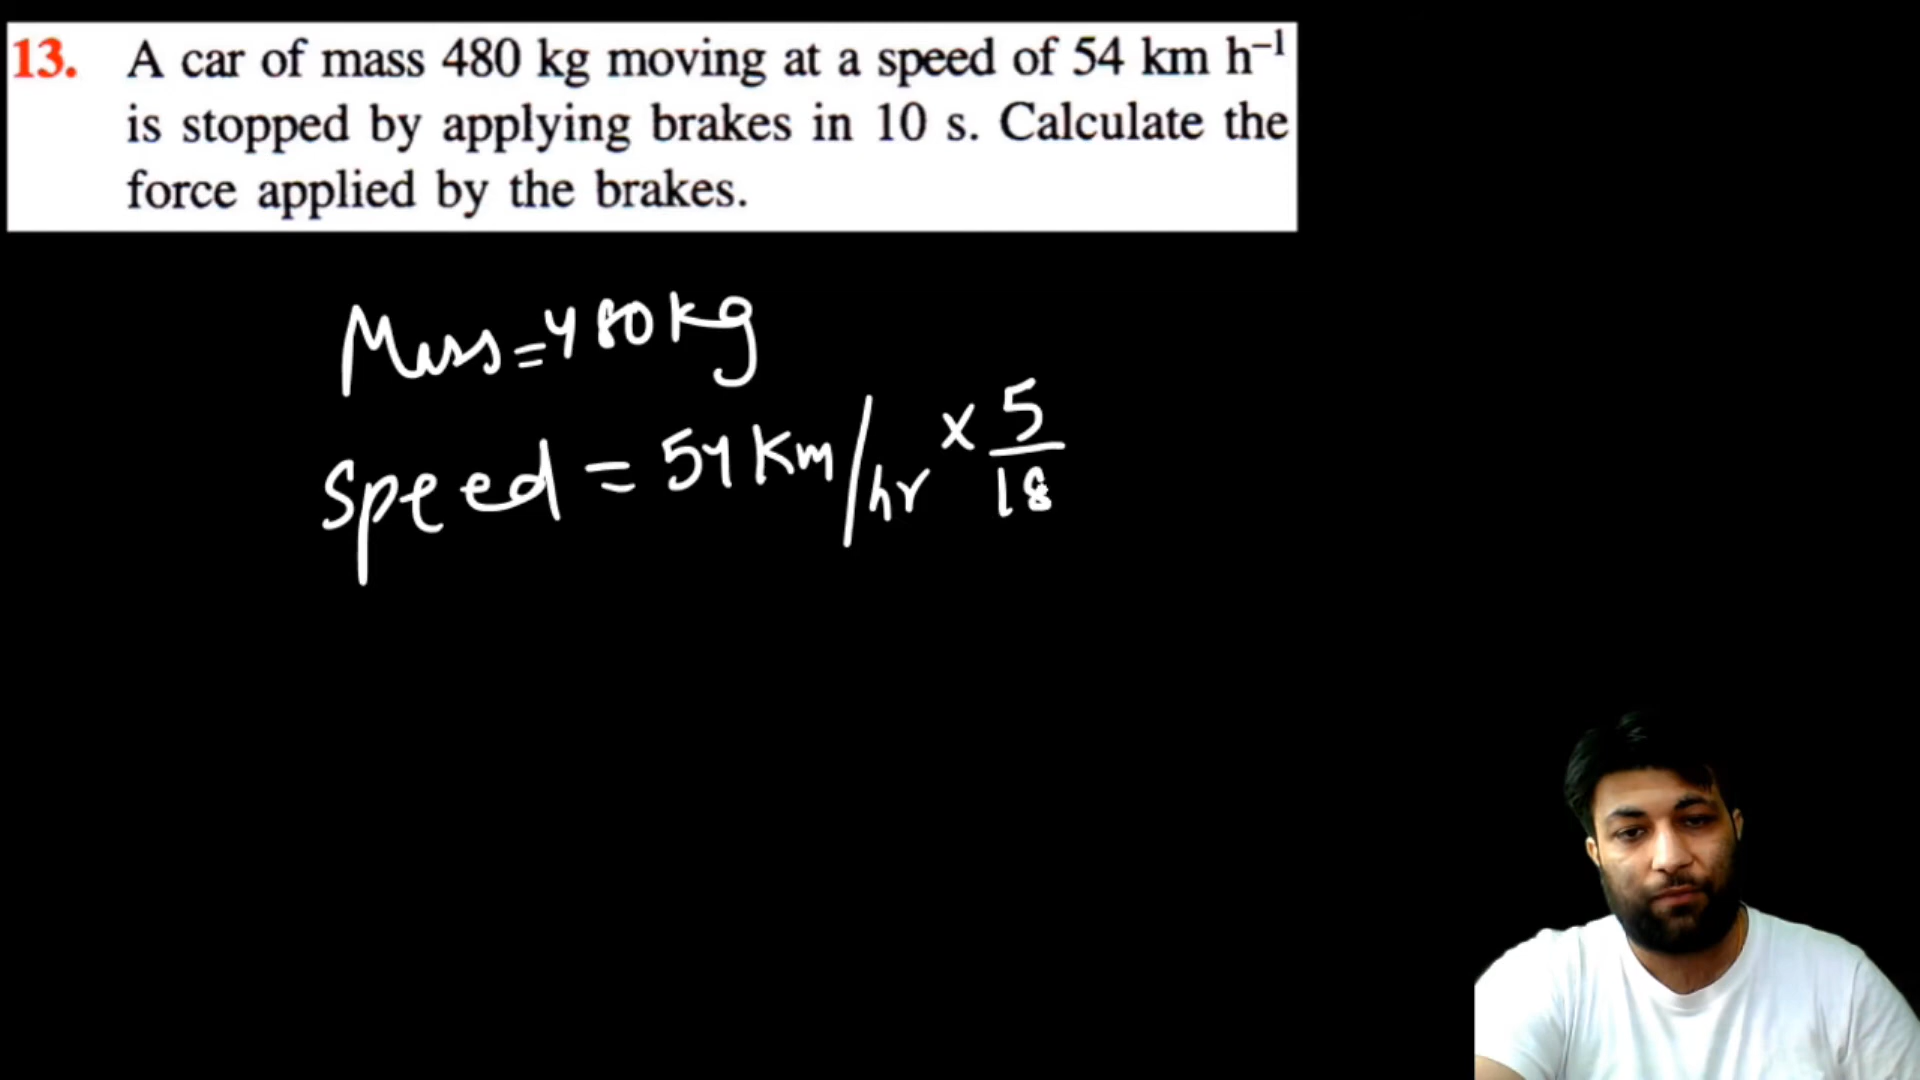 13. A car of mass 480 kg moving at a speed of 54 km h⁻¹
is stopped by applying brakes in 10 s. Calculate the
force applied by the brakes.
Mass = 480 kg
Speed = 54 Km/hr × 5/18